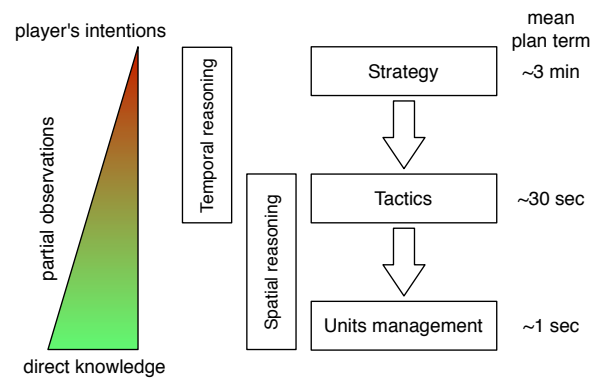 player's intentions
mean
plan term
Strategy
~3 min
Temporal reasoning
partial observations
Tactics
~30 sec
Spatial reasoning
Units management
~1 sec
direct knowledge